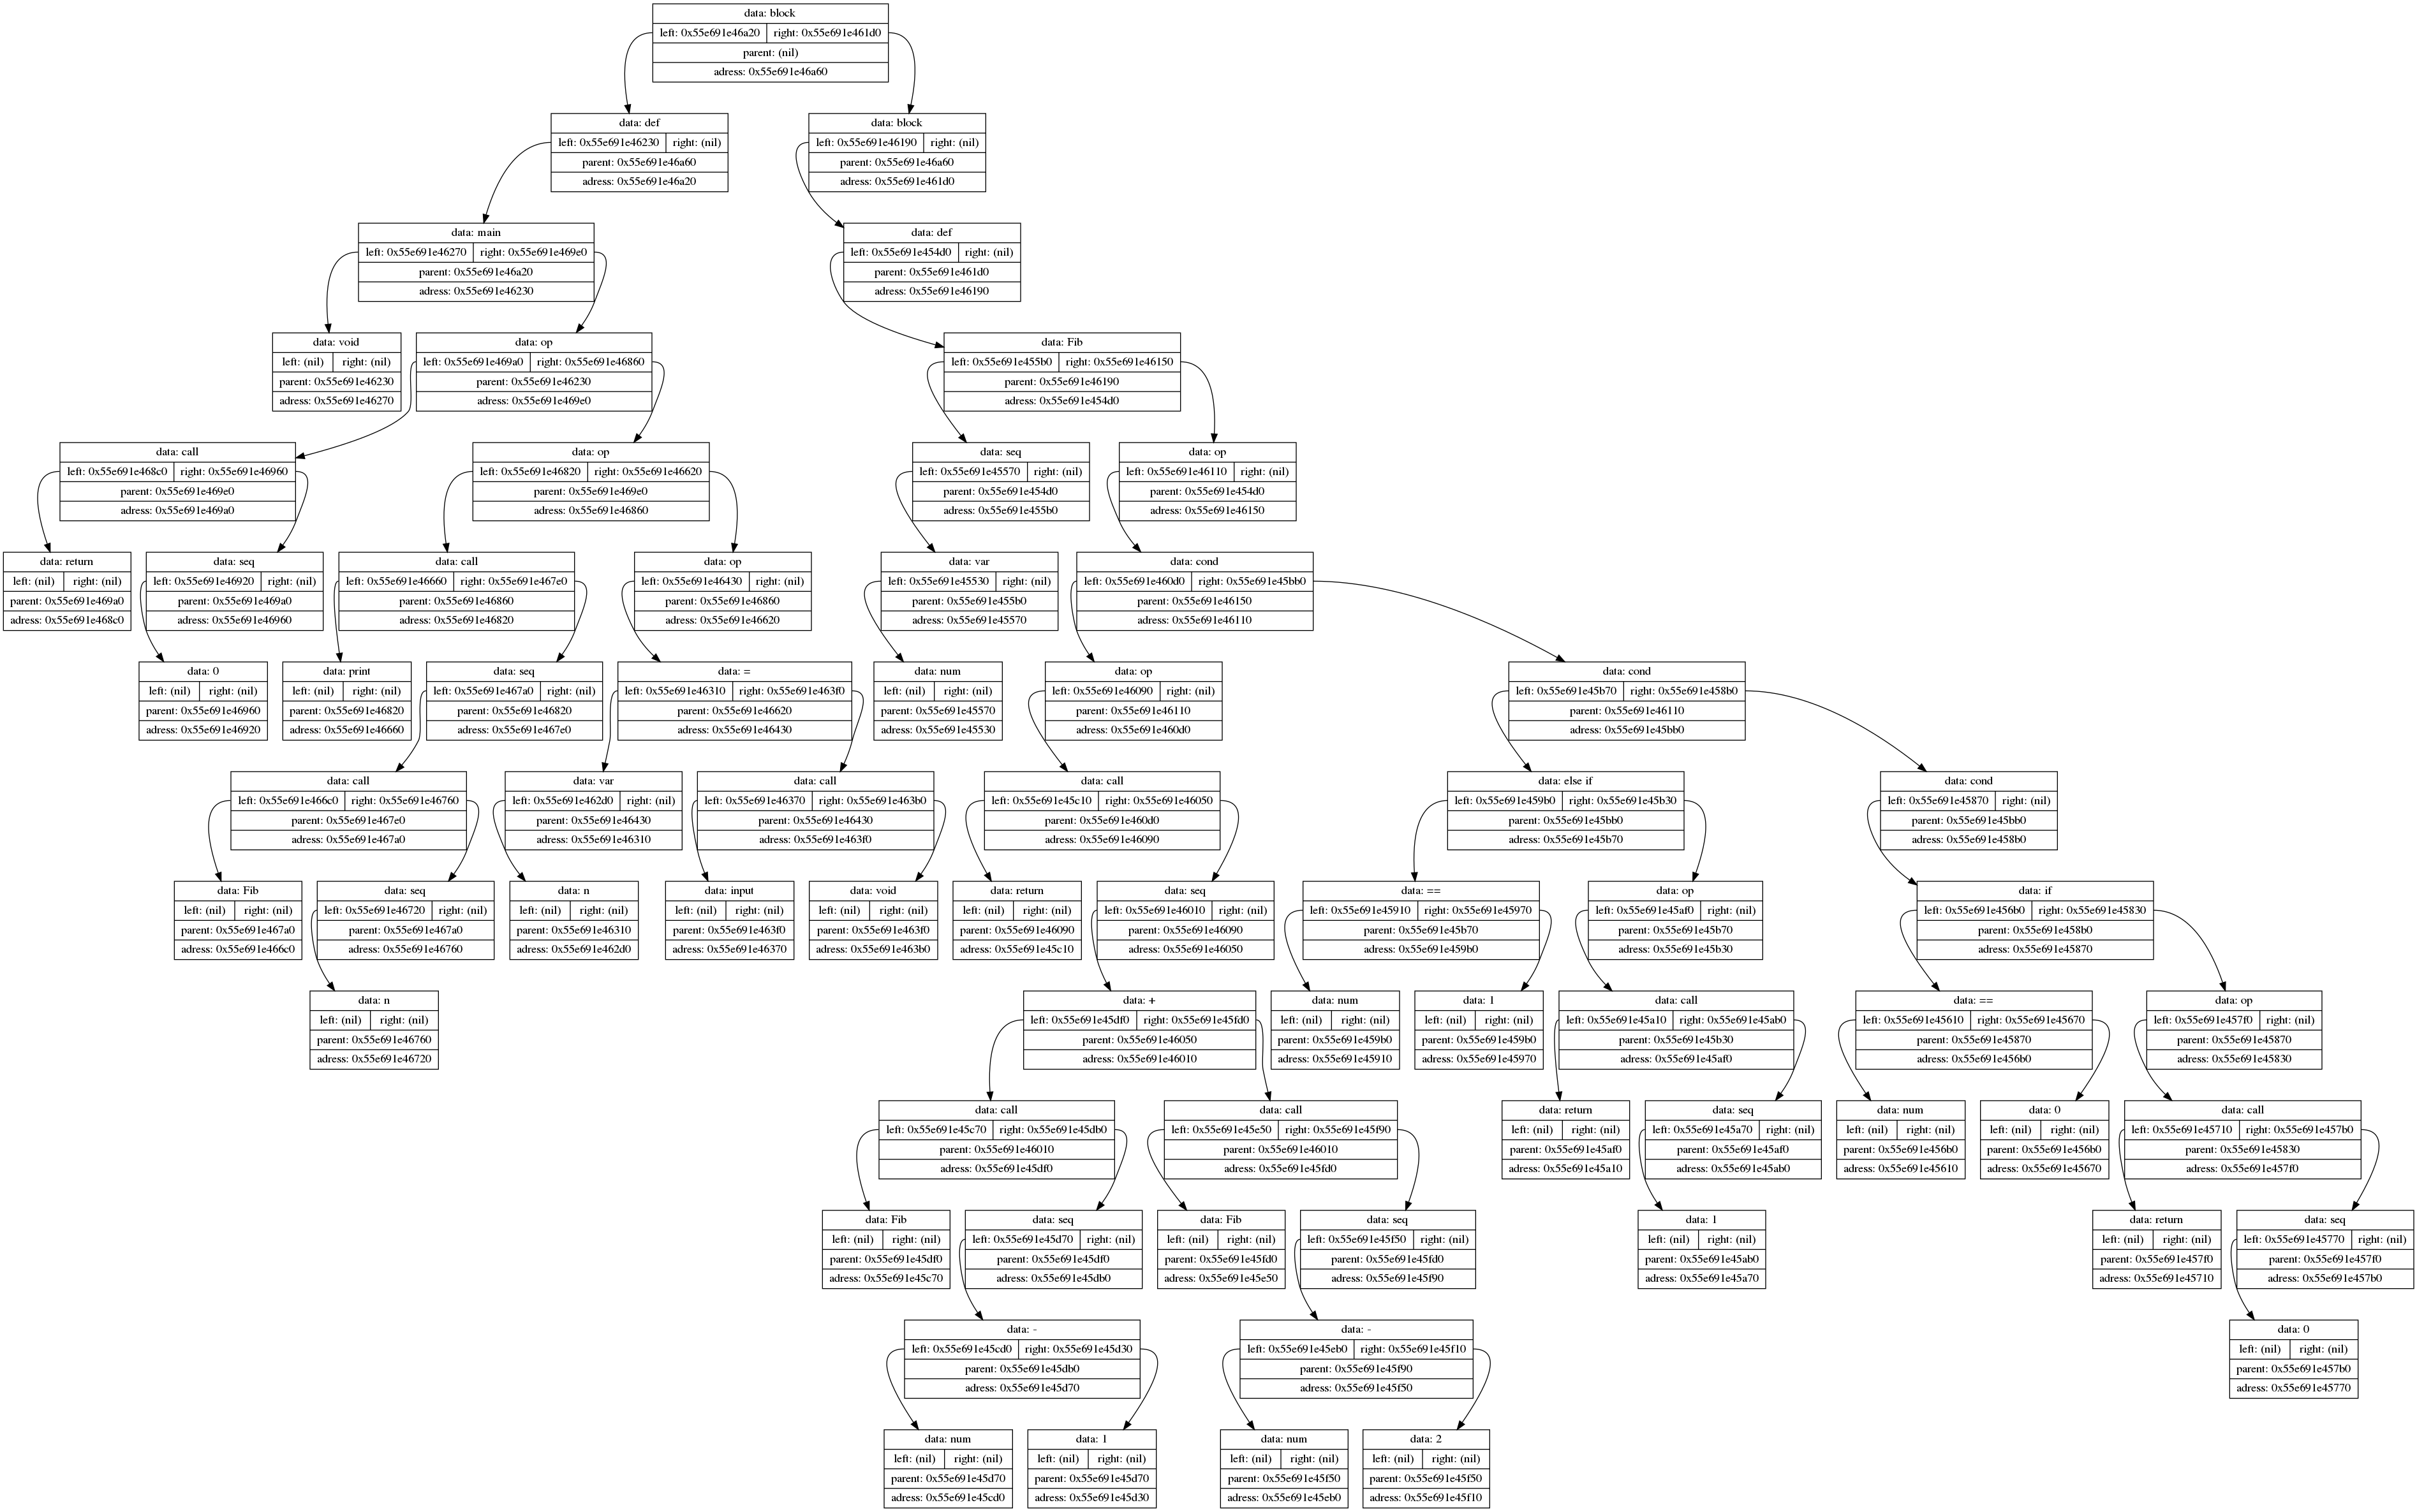 data: block
left: 0x55e691e46a20 right: 0x55e691e461d0
parent: (nil)
adress: 0x55e691e46a60
data: def
left: 0x55e691e46230 right: (nil)
parent: 0x55e691e46a60
adress: 0x55e691e46a20
data: block
left: 0x55e691e46190 right: (nil)
parent: 0x55e691e46a60
adress: 0x55e691e461d0
data: main
left: 0x55e691e46270 right: 0x55e691e469e0
parent: 0x55e691e46a20
adress: 0x55e691e46230
data: def
left: 0x55e691e454d0 right: (nil)
parent: 0x55e691e461d0
adress: 0x55e691e46190
data: void
left: (nil) right: (nil)
parent: 0x55e691e46230
adress: 0x55e691e46270
data: op
left: 0x55e691e469a0 right: 0x55e691e46860
parent: 0x55e691e46230
adress: 0x55e691e469e0
data: Fib
left: 0x55e691e455b0 right: 0x55e691e46150
parent: 0x55e691e46190
adress: 0x55e691e454d0
data: call
left: 0x55e691e468c0 right: 0x55e691e46960
parent: 0x55e691e469e0
adress: 0x55e691e469a0
data: op
left: 0x55e691e46820 right: 0x55e691e46620
parent: 0x55e691e469e0
adress: 0x55e691e46860
data: seq
left: 0x55e691e45570 right: (nil)
parent: 0x55e691e454d0
adress: 0x55e691e455b0
data: op
left: 0x55e691e46110 right: (nil)
parent: 0x55e691e454d0
adress: 0x55e691e46150
data: return
left: (nil) right: (nil)
parent: 0x55e691e469a0
adress: 0x55e691e468c0
data: seq
left: 0x55e691e46920 right: (nil)
parent: 0x55e691e469a0
adress: 0x55e691e46960
data: call
left: 0x55e691e46660 right: 0x55e691e467e0
parent: 0x55e691e46860
adress: 0x55e691e46820
data: op
left: 0x55e691e46430 right: (nil)
parent: 0x55e691e46860
adress: 0x55e691e46620
data: var
left: 0x55e691e45530 right: (nil)
parent: 0x55e691e455b0
adress: 0x55e691e45570
data: cond
left: 0x55e691e460d0 right: 0x55e691e45bb0
parent: 0x55e691e46150
adress: 0x55e691e46110
data: 0
left: (nil) right: (nil)
parent: 0x55e691e46960
adress: 0x55e691e46920
data: print
left: (nil) right: (nil)
parent: 0x55e691e46820
adress: 0x55e691e46660
data: seq
left: 0x55e691e467a0 right: (nil)
parent: 0x55e691e46820
adress: 0x55e691e467e0
data: =
left: 0x55e691e46310 right: 0x55e691e463f0
parent: 0x55e691e46620
adress: 0x55e691e46430
data: num
left: (nil) right: (nil)
parent: 0x55e691e45570
adress: 0x55e691e45530
data: op
left: 0x55e691e46090 right: (nil)
parent: 0x55e691e46110
adress: 0x55e691e460d0
data: cond
left: 0x55e691e45b70 right: 0x55e691e458b0
parent: 0x55e691e46110
adress: 0x55e691e45bb0
data: call
left: 0x55e691e466c0 right: 0x55e691e46760
parent: 0x55e691e467e0
adress: 0x55e691e467a0
data: var
left: 0x55e691e462d0 right: (nil)
parent: 0x55e691e46430
adress: 0x55e691e46310
data: call
left: 0x55e691e46370 right: 0x55e691e463b0
parent: 0x55e691e46430
adress: 0x55e691e463f0
data: call
left: 0x55e691e45c10 right: 0x55e691e46050
parent: 0x55e691e460d0
adress: 0x55e691e46090
data: else if
left: 0x55e691e459b0 right: 0x55e691e45b30
parent: 0x55e691e45bb0
adress: 0x55e691e45b70
data: cond
left: 0x55e691e45870 right: (nil)
parent: 0x55e691e45bb0
adress: 0x55e691e458b0
data: Fib
left: (nil) right: (nil)
parent: 0x55e691e467a0
adress: 0x55e691e466c0
data: seq
left: 0x55e691e46720 right: (nil)
parent: 0x55e691e467a0
adress: 0x55e691e46760
data: n
left: (nil) right: (nil)
parent: 0x55e691e46310
adress: 0x55e691e462d0
data: input
left: (nil) right: (nil)
parent: 0x55e691e463f0
adress: 0x55e691e46370
data: void
left: (nil) right: (nil)
parent: 0x55e691e463f0
adress: 0x55e691e463b0
data: return
left: (nil) right: (nil)
parent: 0x55e691e46090
adress: 0x55e691e45c10
data: seq
left: 0x55e691e46010 right: (nil)
parent: 0x55e691e46090
adress: 0x55e691e46050
data: ==
left: 0x55e691e45910 right: 0x55e691e45970
parent: 0x55e691e45b70
adress: 0x55e691e459b0
data: op
left: 0x55e691e45af0 right: (nil)
parent: 0x55e691e45b70
adress: 0x55e691e45b30
data: if
left: 0x55e691e456b0 right: 0x55e691e45830
parent: 0x55e691e458b0
adress: 0x55e691e45870
data: n
left: (nil) right: (nil)
parent: 0x55e691e46760
adress: 0x55e691e46720
data: +
left: 0x55e691e45df0 right: 0x55e691e45fd0
parent: 0x55e691e46050
adress: 0x55e691e46010
data: num
left: (nil) right: (nil)
parent: 0x55e691e459b0
adress: 0x55e691e45910
data: 1
left: (nil) right: (nil)
parent: 0x55e691e459b0
adress: 0x55e691e45970
data: call
left: 0x55e691e45a10 right: 0x55e691e45ab0
parent: 0x55e691e45b30
adress: 0x55e691e45af0
data: ==
left: 0x55e691e45610 right: 0x55e691e45670
parent: 0x55e691e45870
adress: 0x55e691e456b0
data: op
left: 0x55e691e457f0 right: (nil)
parent: 0x55e691e45870
adress: 0x55e691e45830
data: call
left: 0x55e691e45c70 right: 0x55e691e45db0
parent: 0x55e691e46010
adress: 0x55e691e45df0
data: call
left: 0x55e691e45e50 right: 0x55e691e45f90
parent: 0x55e691e46010
adress: 0x55e691e45fd0
data: return
left: (nil) right: (nil)
parent: 0x55e691e45af0
adress: 0x55e691e45a10
data: seq
left: 0x55e691e45a70 right: (nil)
parent: 0x55e691e45af0
adress: 0x55e691e45ab0
data: num
left: (nil) right: (nil)
parent: 0x55e691e456b0
adress: 0x55e691e45610
data: 0
left: (nil) right: (nil)
parent: 0x55e691e456b0
adress: 0x55e691e45670
data: call
left: 0x55e691e45710 right: 0x55e691e457b0
parent: 0x55e691e45830
adress: 0x55e691e457f0
data: Fib
left: (nil) right: (nil)
parent: 0x55e691e45df0
adress: 0x55e691e45c70
data: seq
left: 0x55e691e45d70 right: (nil)
parent: 0x55e691e45df0
adress: 0x55e691e45db0
data: Fib
left: (nil) right: (nil)
parent: 0x55e691e45fd0
adress: 0x55e691e45e50
data: seq
left: 0x55e691e45f50 right: (nil)
parent: 0x55e691e45fd0
adress: 0x55e691e45f90
data: 1
left: (nil) right: (nil)
parent: 0x55e691e45ab0
adress: 0x55e691e45a70
data: return
left: (nil) right: (nil)
parent: 0x55e691e457f0
adress: 0x55e691e45710
data: seq
left: 0x55e691e45770 right: (nil)
parent: 0x55e691e457f0
adress: 0x55e691e457b0
data: -
left: 0x55e691e45cd0 right: 0x55e691e45d30
parent: 0x55e691e45db0
adress: 0x55e691e45d70
data: -
left: 0x55e691e45eb0 right: 0x55e691e45f10
parent: 0x55e691e45f90
adress: 0x55e691e45f50
data: 0
left: (nil) right: (nil)
parent: 0x55e691e457b0
adress: 0x55e691e45770
data: num
left: (nil) right: (nil)
parent: 0x55e691e45d70
adress: 0x55e691e45cd0
data: 1
left: (nil) right: (nil)
parent: 0x55e691e45d70
adress: 0x55e691e45d30
data: num
left: (nil) right: (nil)
parent: 0x55e691e45f50
adress: 0x55e691e45eb0
data: 2
left: (nil) right: (nil)
parent: 0x55e691e45f50
adress: 0x55e691e45f10